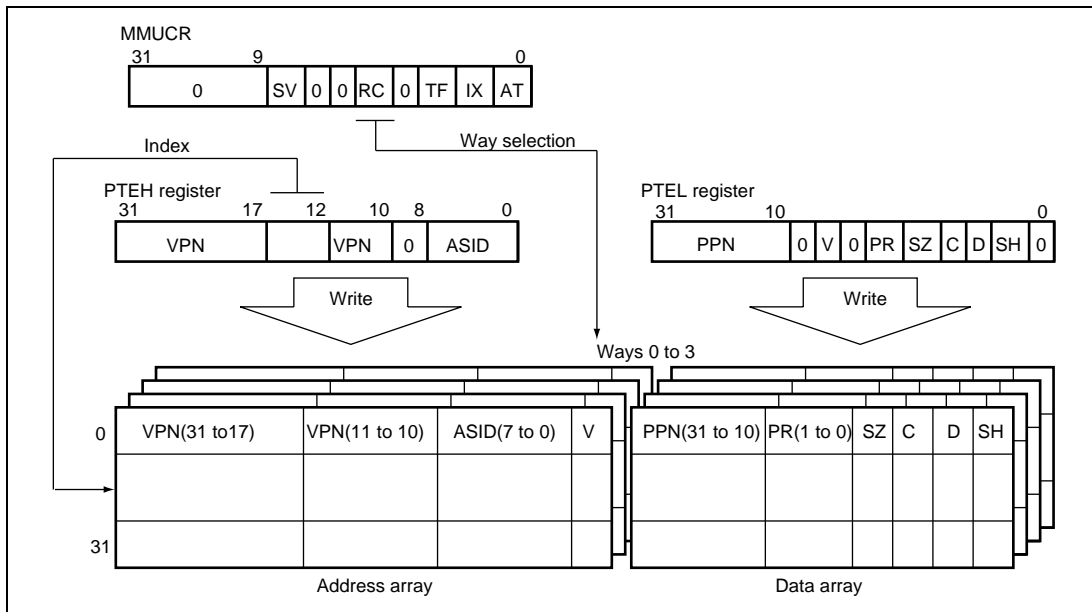 MMUCR
31 9 0
0 SV 0 0 RC 0 TF IX AT
Index
Way selection
PTEH register
31 17 12 10 8 0
VPN VPN 0 ASID
PTEL register
31 10 0
PPN 0 V 0 PR SZ C D SH 0
Write
Write
Ways 0 to 3
0
VPN(31 to17) VPN(11 to 10) ASID(7 to 0) V
PPN(31 to 10) PR(1 to 0) SZ C D SH
31
Address array
Data array